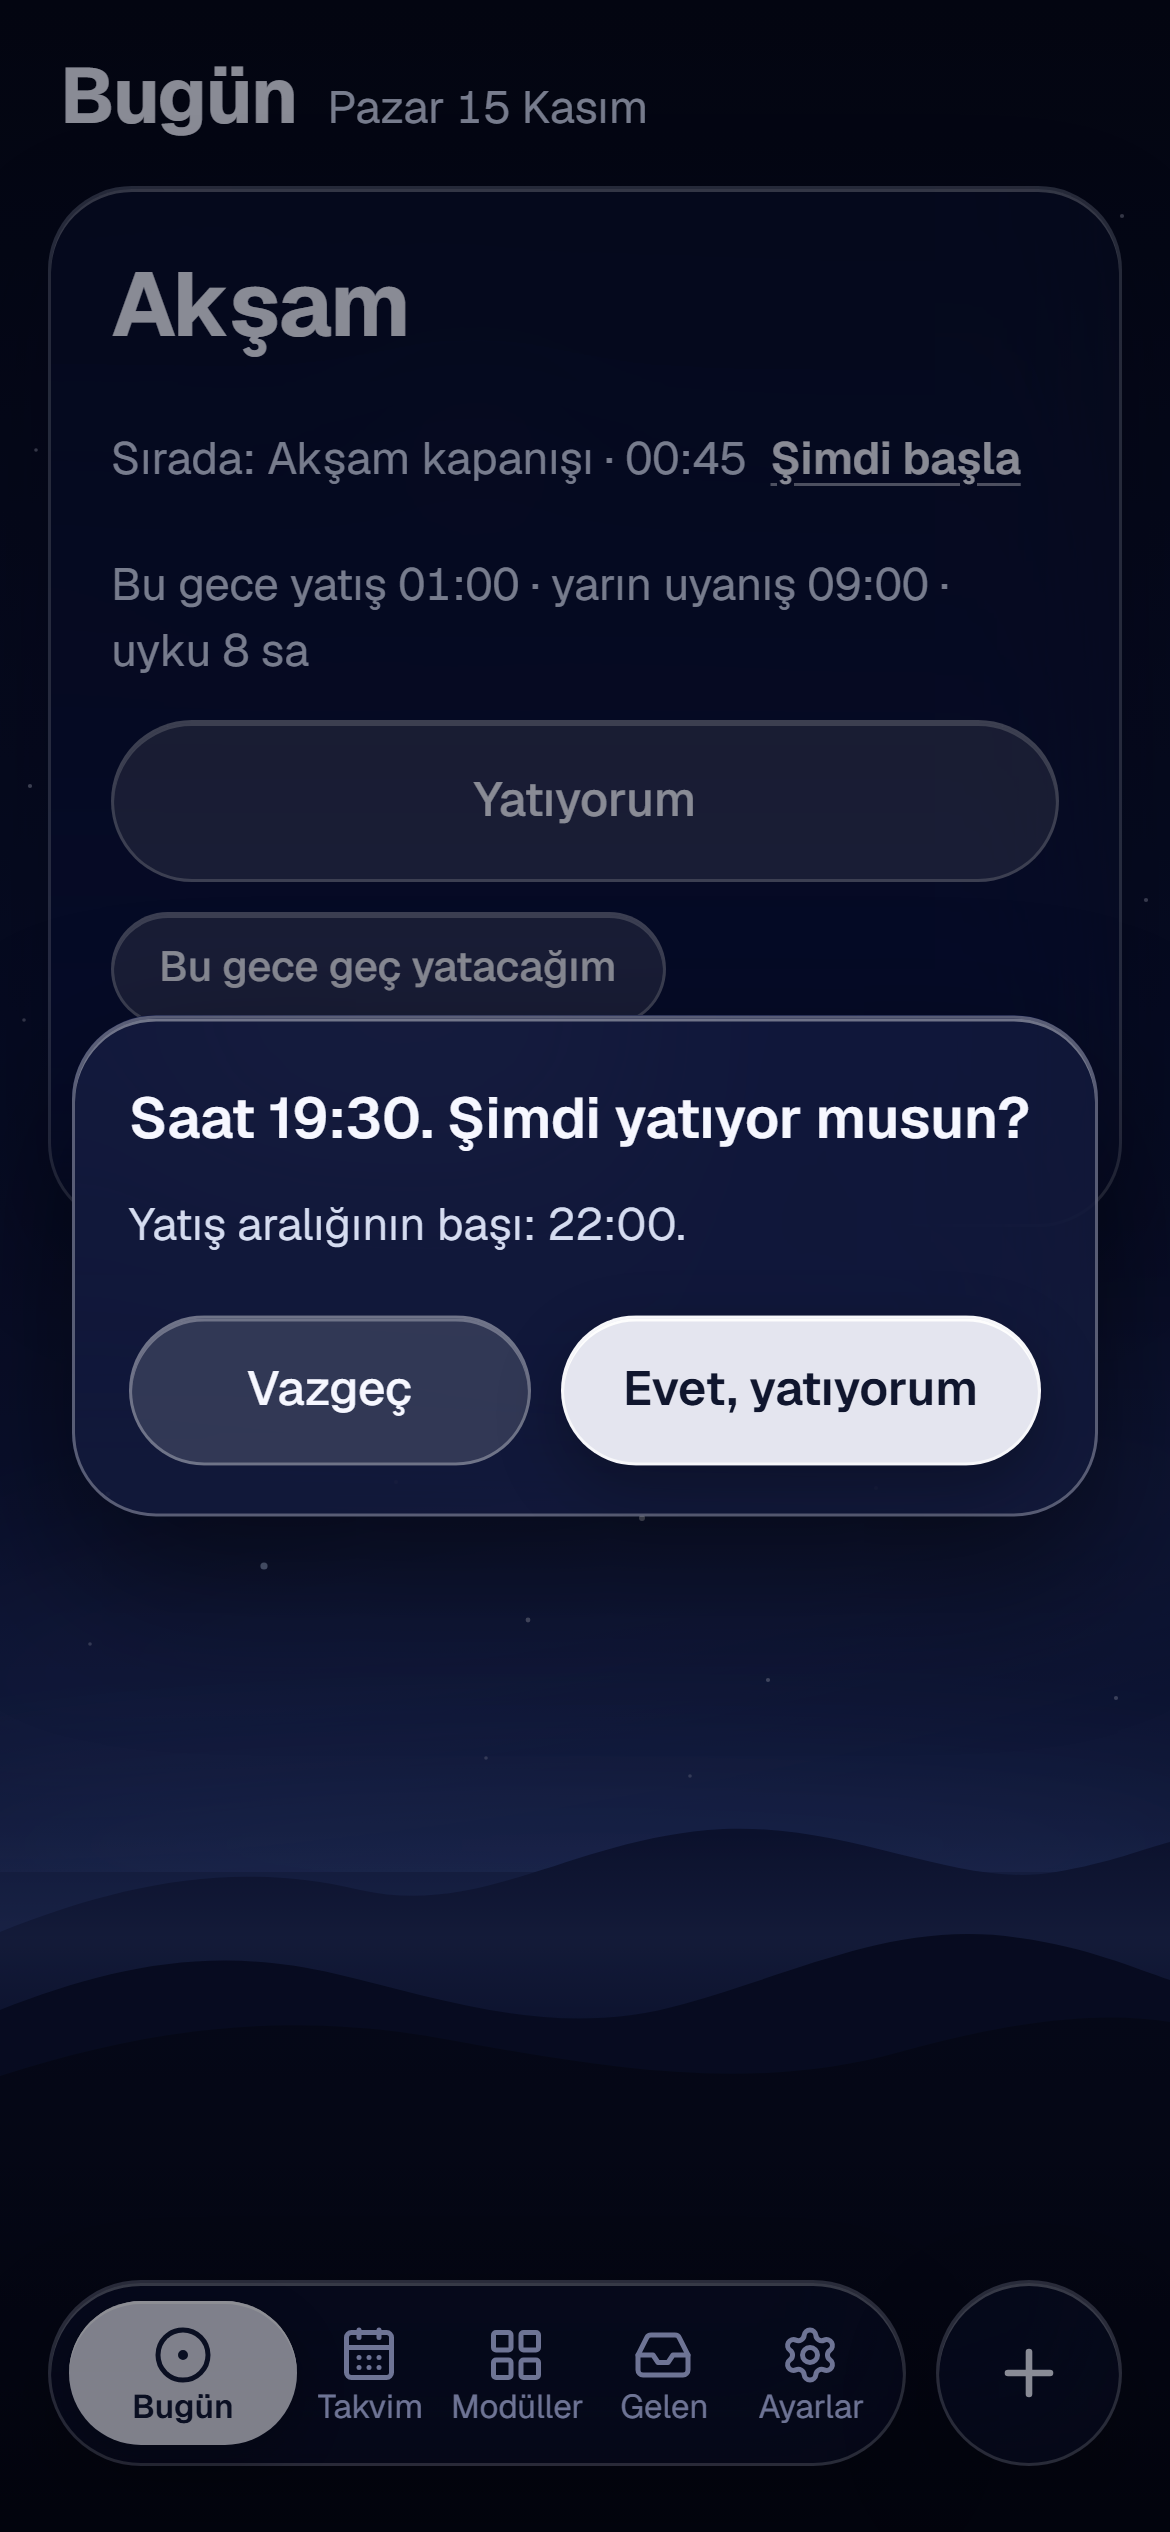 Bugün Pazar 15 Kasım
Akşam
Sırada: Akşam kapanışı · 00:45 Şimdi başla
Bu gece yatış 01:00 · yarın uyanış 09:00 ·
uyku 8 sa
Yatıyorum
Bu gece geç yatacağım
Saat 19:30. Şimdi yatıyor musun?
Yatış aralığının başı: 22:00.
Vazgeç Evet, yatıyorum
Bugün Takvim Modüller Gelen Ayarlar